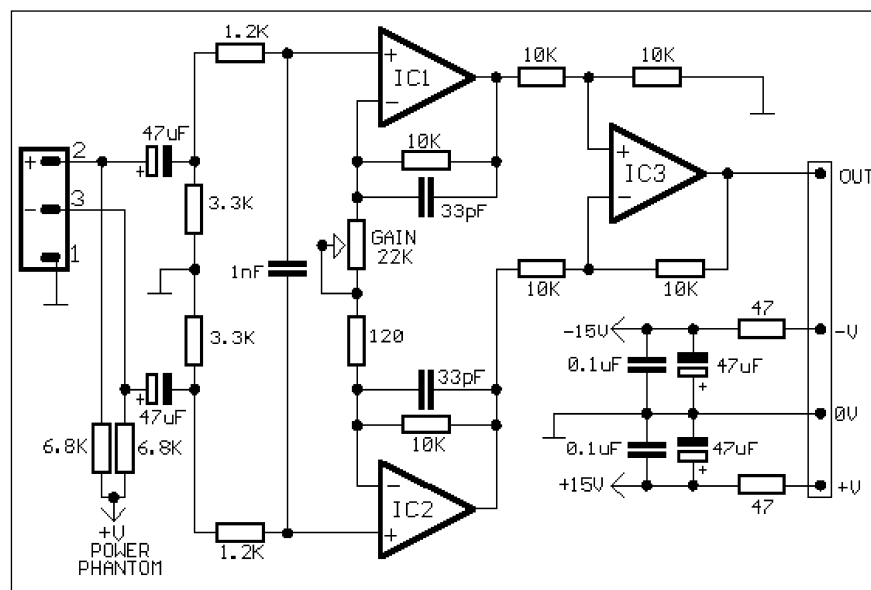 1.2K
+
IC1
−
10K
10K
47uF
+
+
2
−
3
1
10K
33pF
3.3K
GAIN
22K
1nF
+
IC3
−
OUT
10K
10K
3.3K
120
-15V
47
-V
0.1uF
47uF
+
33pF
+
47uF
10K
0V
6.8K
6.8K
0.1uF
47uF
+
+15V
+V
47
−
IC2
+
1.2K
+V
POWER
PHANTOM